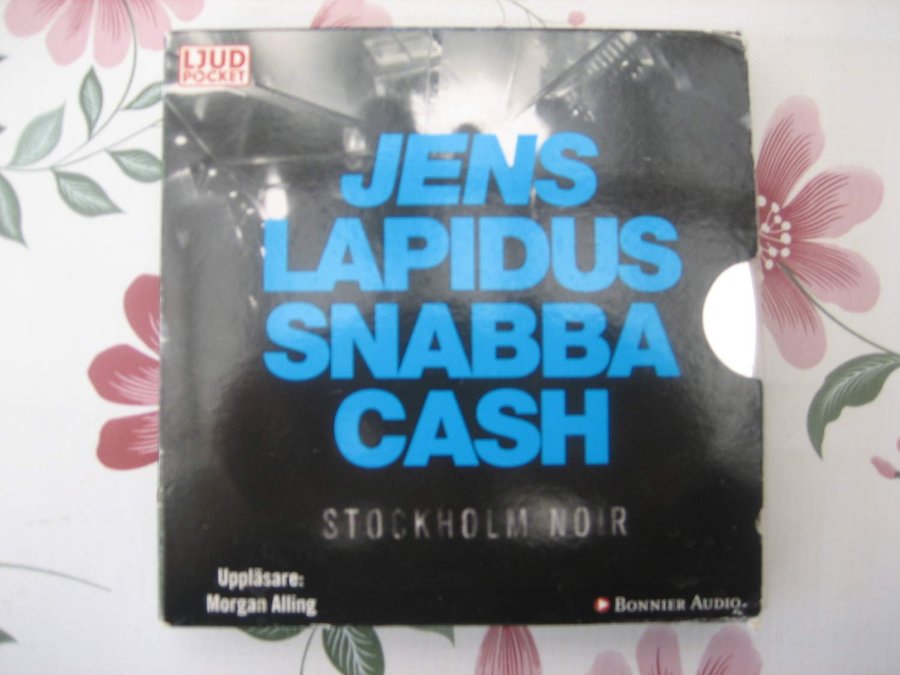 LJUD
POCKET
JENS
LAPIDUS
SNABBA
CASH
STOCKHOLM NOIR
Uppläsare:
Morgan Alling
BONNIER AUDIO